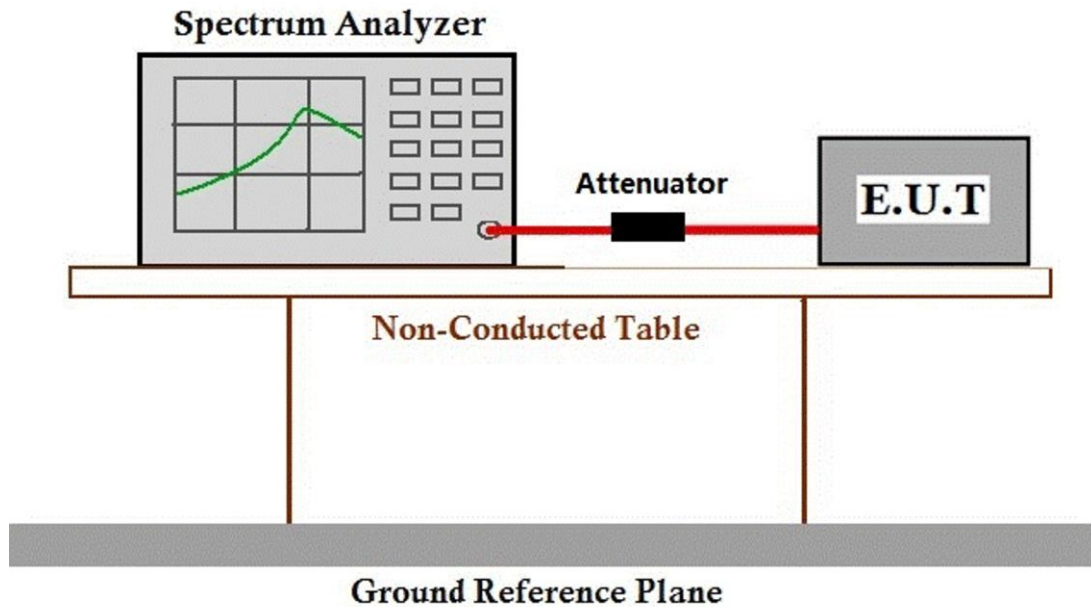 Spectrum Analyzer
Attenuator
E.U.T
Non-Conducted Table
Ground Reference Plane